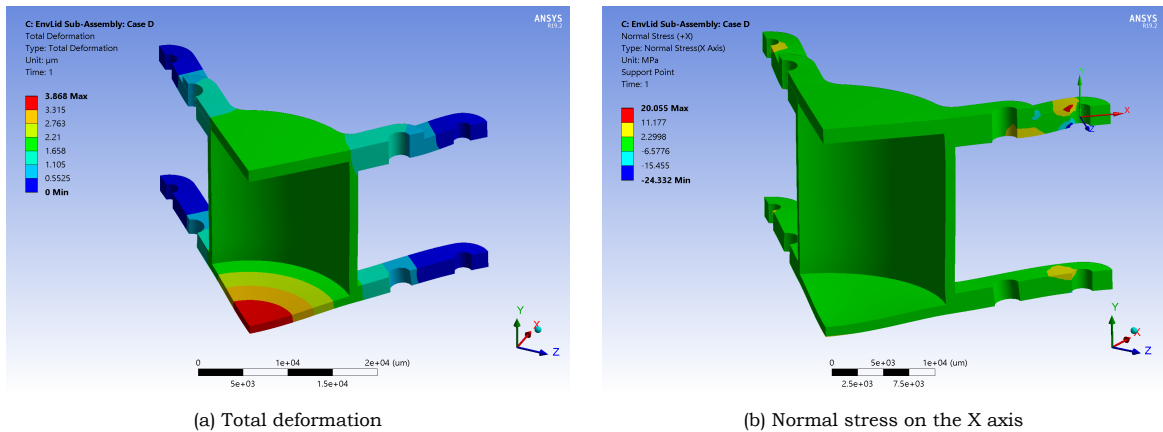 C: EnvLid Sub-Assembly: Case D
Total Deformation
Type: Total Deformation
Unit: µm
Time: 1
3.868 Max
3.315
2.763
2.21
1.658
1.105
0.5525
0 Min
ANSYS
R19.2
Y
X
Z
0 1e+04 2e+04 (um)
5e+03 1.5e+04
(a) Total deformation
C: EnvLid Sub-Assembly: Case D
Normal Stress (+X)
Type: Normal Stress(X Axis)
Unit: MPa
Support Point
Time: 1
20.055 Max
11.177
2.2998
-6.5776
-15.455
-24.332 Min
ANSYS
R19.2
Y
X
Z
Y
X
Z
0 5e+03 1e+04 (um)
2.5e+03 7.5e+03
(b) Normal stress on the X axis